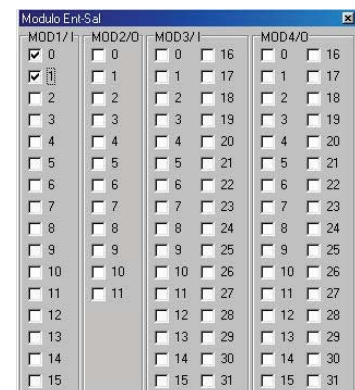 Modulo Ent-Sal
MOD1/I MOD2/O MOD3/I MOD4/O
0 0 0 16 0 16
1 1 1 17 1 17
2 2 2 18 2 18
3 3 3 19 3 19
4 4 4 20 4 20
5 5 5 21 5 21
6 6 6 22 6 22
7 7 7 23 7 23
8 8 8 24 8 24
9 9 9 25 9 25
10 10 10 26 10 26
11 11 11 27 11 27
12 12 28 12 28
13 13 29 13 29
14 14 30 14 30
15 15 31 15 31